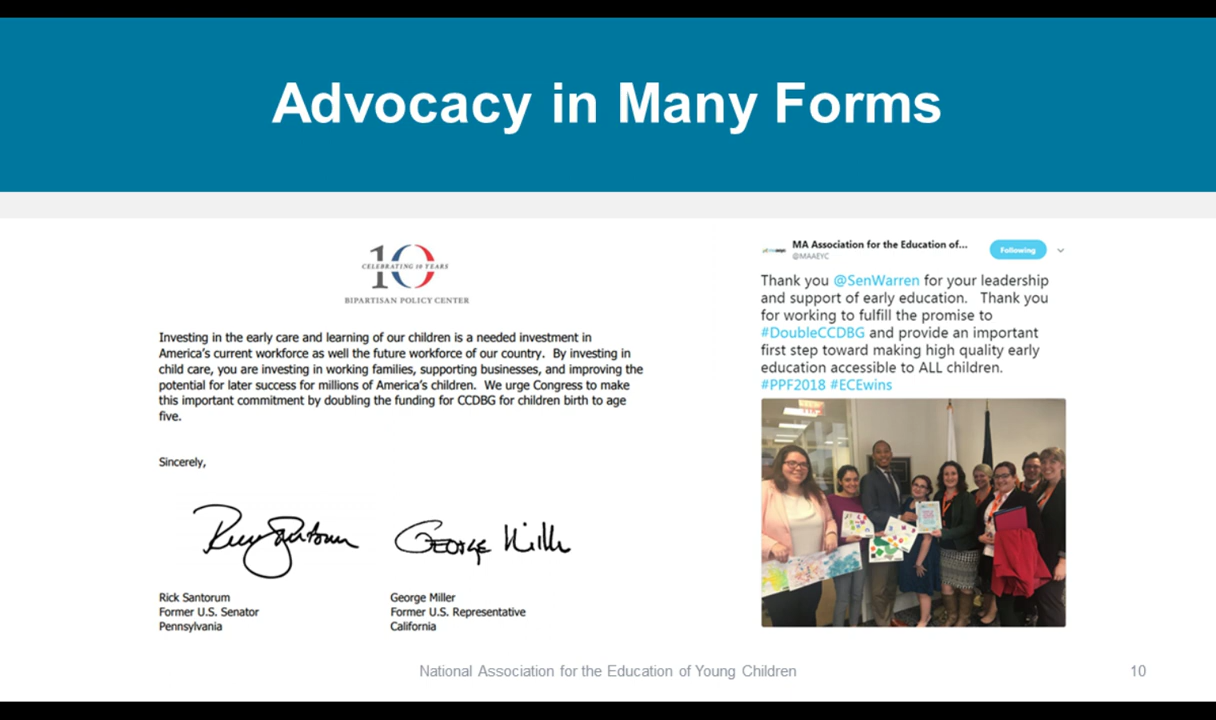 Advocacy in Many Forms
10
CELEBRATING 10 YEARS
BIPARTISAN POLICY CENTER
Investing in the early care and learning of our children is a needed investment in
America's current workforce as well the future workforce of our country. By investing in
child care, you are investing in working families, supporting businesses, and improving the
potential for later success for millions of America's children. We urge Congress to make
this important commitment by doubling the funding for CCDBG for children birth to age
five.
Sincerely,
Rick Santorum
Former U.S. Senator
Pennsylvania
George Miller
Former U.S. Representative
California
MA Association for the Education of...
@MAAEYC
Following
Thank you @SenWarren for your leadership
and support of early education. Thank you
for working to fulfill the promise to
#DoubleCCDBG and provide an important
first step toward making high quality early
education accessible to ALL children.
#PPF2018 #ECEwins
National Association for the Education of Young Children
10